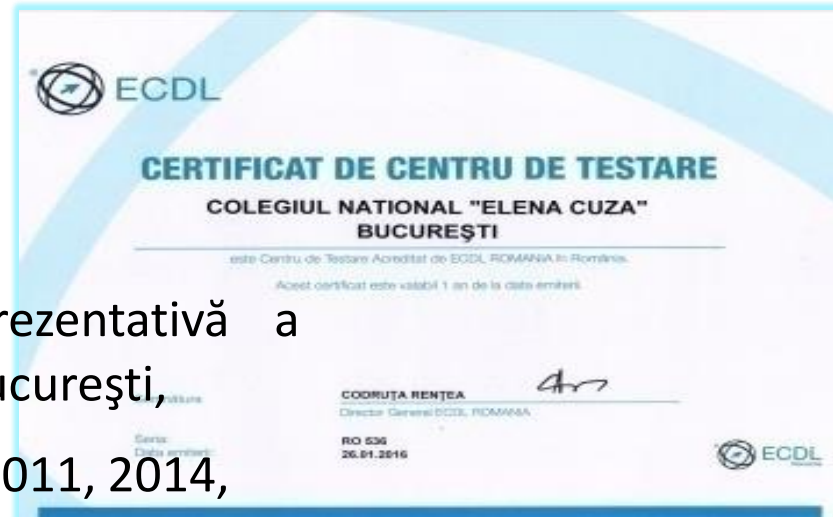 ECDL
CERTIFICAT DE CENTRU DE TESTARE
COLEGIUL NATIONAL "ELENA CUZA"
BUCUREŞTI
este Centru de Testare Acreditat de ECDL ROMANIA în România.
Acest certificat este valabil 1 an de la data emiterii.
rezentativă a
ucureşti,
CODRUŢA RENŢEA
Director General ECDL ROMANIA
Seria:
RO 536
Data emiterii:
26.01.2016
011, 2014,
ECDL